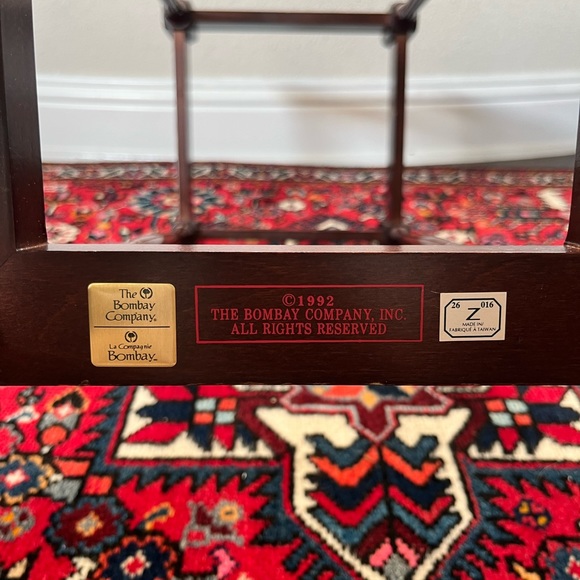 The
Bombay
Company.
La Compagnie
Bombay.
©1992
THE BOMBAY COMPANY, INC.
ALL RIGHTS RESERVED
26 016
Z
MADE IN/
FABRIQUÉ À TAIWAN